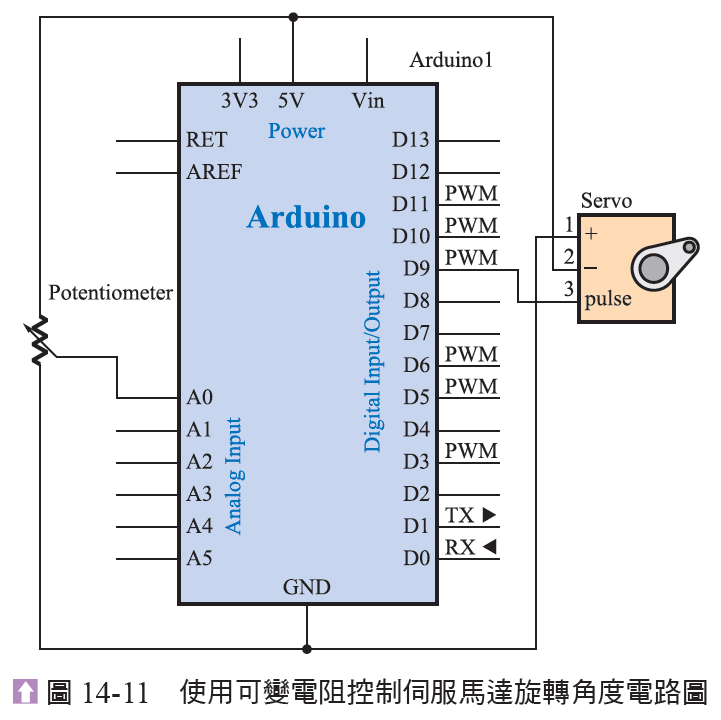 Arduino1
3V3 5V Vin
Power
RET
AREF
Arduino
D13
D12
D11 PWM
D10 PWM
D9 PWM
D8
D7
D6 PWM
D5 PWM
D4
D3 PWM
D2
D1 TX ▶
D0 RX ◀
Digital Input/Output
Servo
1 +
2 −
3 pulse
Potentiometer
A0
A1
A2
A3
A4
A5
Analog Input
GND
圖 14-11 使用可變電阻控制伺服馬達旋轉角度電路圖